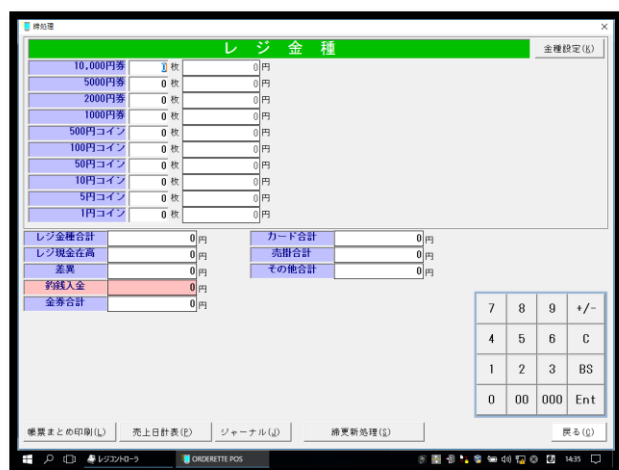 締処理
レジ金種
金種設定(K)
10,000円券 0 枚 0 円
5000円券 0 枚 0 円
2000円券 0 枚 0 円
1000円券 0 枚 0 円
500円コイン 0 枚 0 円
100円コイン 0 枚 0 円
50円コイン 0 枚 0 円
10円コイン 0 枚 0 円
5円コイン 0 枚 0 円
1円コイン 0 枚 0 円
レジ金種合計 0 円 カード合計 0 円
レジ現金在高 0 円 売掛合計 0 円
差異 0 円 その他合計 0 円
釣銭入金 0 円
金券合計 0 円
7 8 9 +/-
4 5 6 C
1 2 3 BS
0 00 000 Ent
帳票まとめ印刷(L) 売上日計表(P) ジャーナル(J) 締更新処理(S) 戻る(Q)
レジコントローラ ORDERETTE POS 14:35